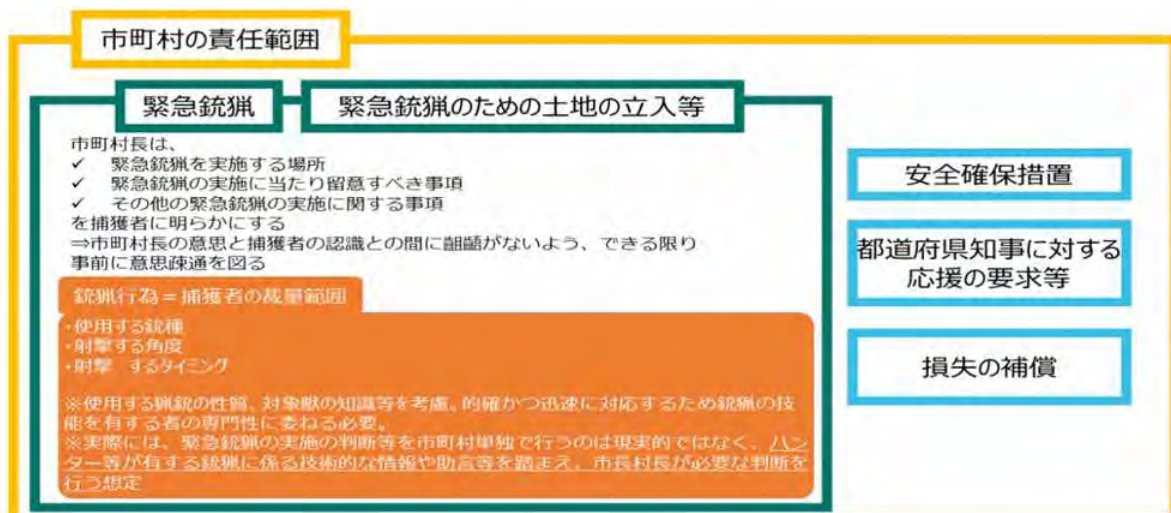 市町村の責任範囲
緊急銃猟
緊急銃猟のための土地の立入等
市町村長は、
✓ 緊急銃猟を実施する場所
✓ 緊急銃猟の実施に当たり留意すべき事項
✓ その他の緊急銃猟の実施に関する事項
を捕獲者に明らかにする
⇒市町村長の意思と捕獲者の認識との間に齟齬がないよう、できる限り
事前に意思疎通を図る
銃猟行為＝捕獲者の裁量範囲
・使用する銃種
・射撃する角度
・射撃 するタイミング
※使用する猟銃の性質、対象獣の知識等を考慮。的確かつ迅速に対応するため銃猟の技
能を有する者の専門性に委ねる必要。
※実際には、緊急銃猟の実施の判断等を市町村単独で行うのは現実的ではなく、ハン
ター等が有する銃猟に係る技術的な情報や助言等を踏まえ、市長村長が必要な判断を
行う想定
安全確保措置
都道府県知事に対する
応援の要求等
損失の補償